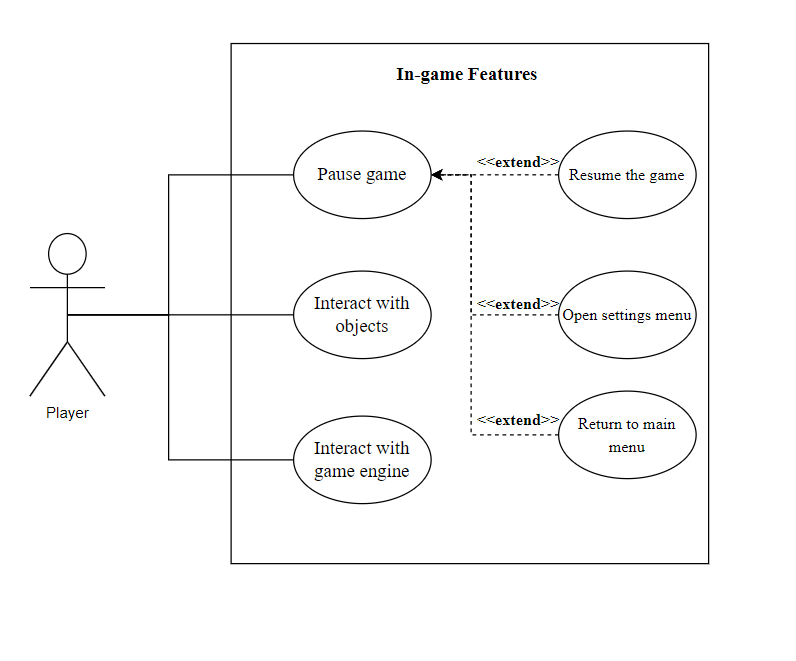 In-game Features
Pause game
<<extend>>
Resume the game
Interact with
objects
<<extend>>
Open settings menu
Player
Interact with
game engine
<<extend>>
Return to main
menu